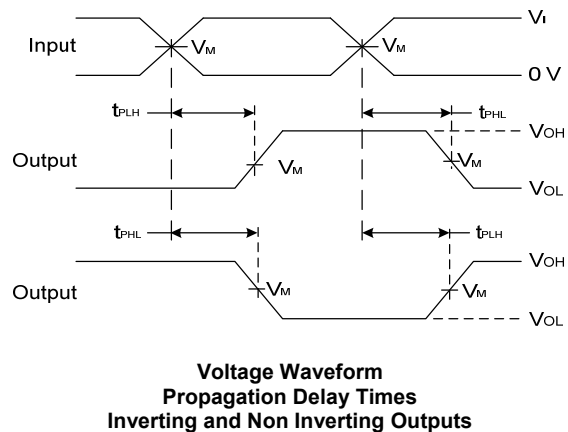 Input VM VM VI
0 V
tPLH tPHL
VOH
Output VM VM
VOL
tPHL tPLH
VOH
Output VM VM
VOL
Voltage Waveform
Propagation Delay Times
Inverting and Non Inverting Outputs